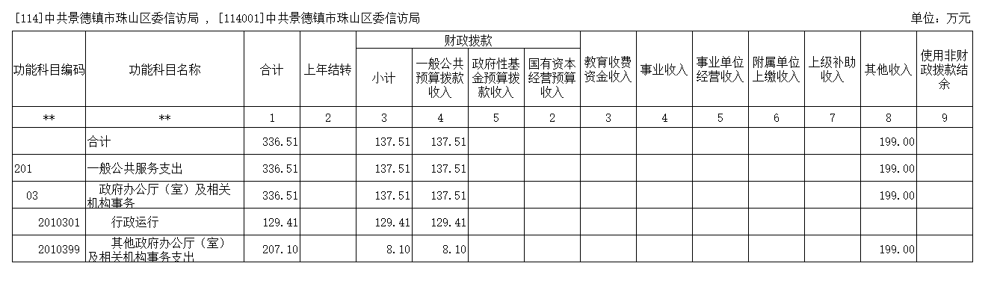 [114]中共景德镇市珠山区委信访局 , [114001]中共景德镇市珠山区委信访局 单位: 万元
功能科目编码 功能科目名称 合计 上年结转 财政拨款 教育收费资金收入 事业收入 事业单位经营收入 附属单位上缴收入 上级补助收入 其他收入 使用非财政拨款结余
小计 一般公共预算拨款收入 政府性基金预算拨款收入 国有资本经营预算收入
** ** 1 2 3 4 5 2 3 4 5 6 7 8 9
合计 336.51 137.51 137.51 199.00
201 一般公共服务支出 336.51 137.51 137.51 199.00
03 政府办公厅（室）及相关机构事务 336.51 137.51 137.51 199.00
2010301 行政运行 129.41 129.41 129.41
2010399 其他政府办公厅（室）及相关机构事务支出 207.10 8.10 8.10 199.00